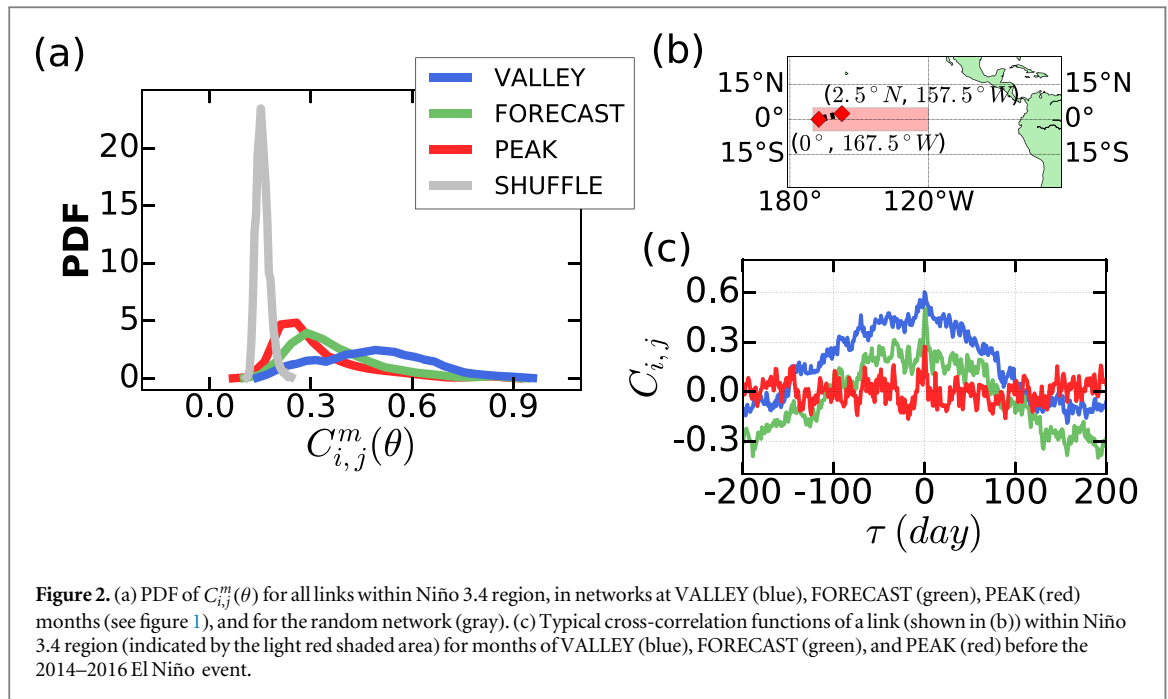 (a)
VALLEY
FORECAST
PEAK
SHUFFLE
20
15
10
5
0
PDF
0.0 0.3 0.6 0.9
C^m_{i,j}(θ)
(b)
15°N 15°N
(2.5°N, 157.5°W)
0° 0°
(0°, 167.5°W)
15°S 15°S
180° 120°W
(c)
0.6
0.3
0.0
-0.3
C_{i,j}
-200 -100 0 100 200
τ (day)
Figure 2. (a) PDF of C^m_{i,j}(θ) for all links within Niño 3.4 region, in networks at VALLEY (blue), FORECAST (green), PEAK (red)
months (see figure 1), and for the random network (gray). (c) Typical cross-correlation functions of a link (shown in (b)) within Niño
3.4 region (indicated by the light red shaded area) for months of VALLEY (blue), FORECAST (green), and PEAK (red) before the
2014–2016 El Niño event.